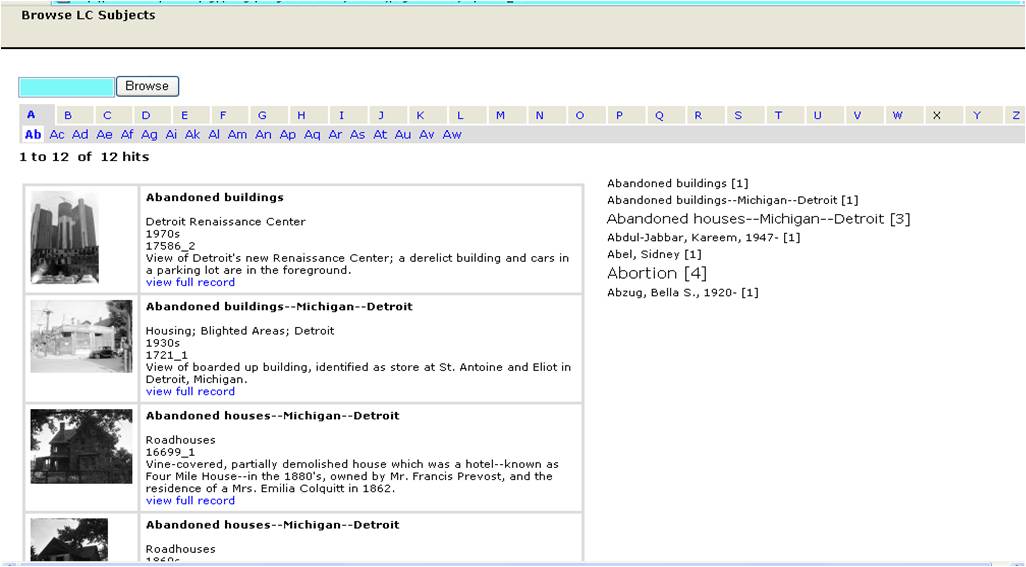 Browse LC Subjects
Browse
A B C D E F G H I J K L M N O P Q R S T U V W X Y Z
Ab Ac Ad Ae Af Ag Ai Ak Al Am An Ap Aq Ar As At Au Av Aw
1 to 12 of 12 hits
Abandoned buildings
Detroit Renaissance Center
1970s
17586_2
View of Detroit's new Renaissance Center; a derelict building and cars in
a parking lot are in the foreground.
view full record
Abandoned buildings--Michigan--Detroit
Housing; Blighted Areas; Detroit
1930s
1721_1
View of boarded up building, identified as store at St. Antoine and Eliot in
Detroit, Michigan.
view full record
Abandoned houses--Michigan--Detroit
Roadhouses
16699_1
Vine-covered, partially demolished house which was a hotel--known as
Four Mile House--in the 1880's, owned by Mr. Francis Prevost, and the
residence of a Mrs. Emilia Colquitt in 1862.
view full record
Abandoned houses--Michigan--Detroit
Roadhouses
Abandoned buildings [1]
Abandoned buildings--Michigan--Detroit [1]
Abandoned houses--Michigan--Detroit [3]
Abdul-Jabbar, Kareem, 1947- [1]
Abel, Sidney [1]
Abortion [4]
Abzug, Bella S., 1920- [1]